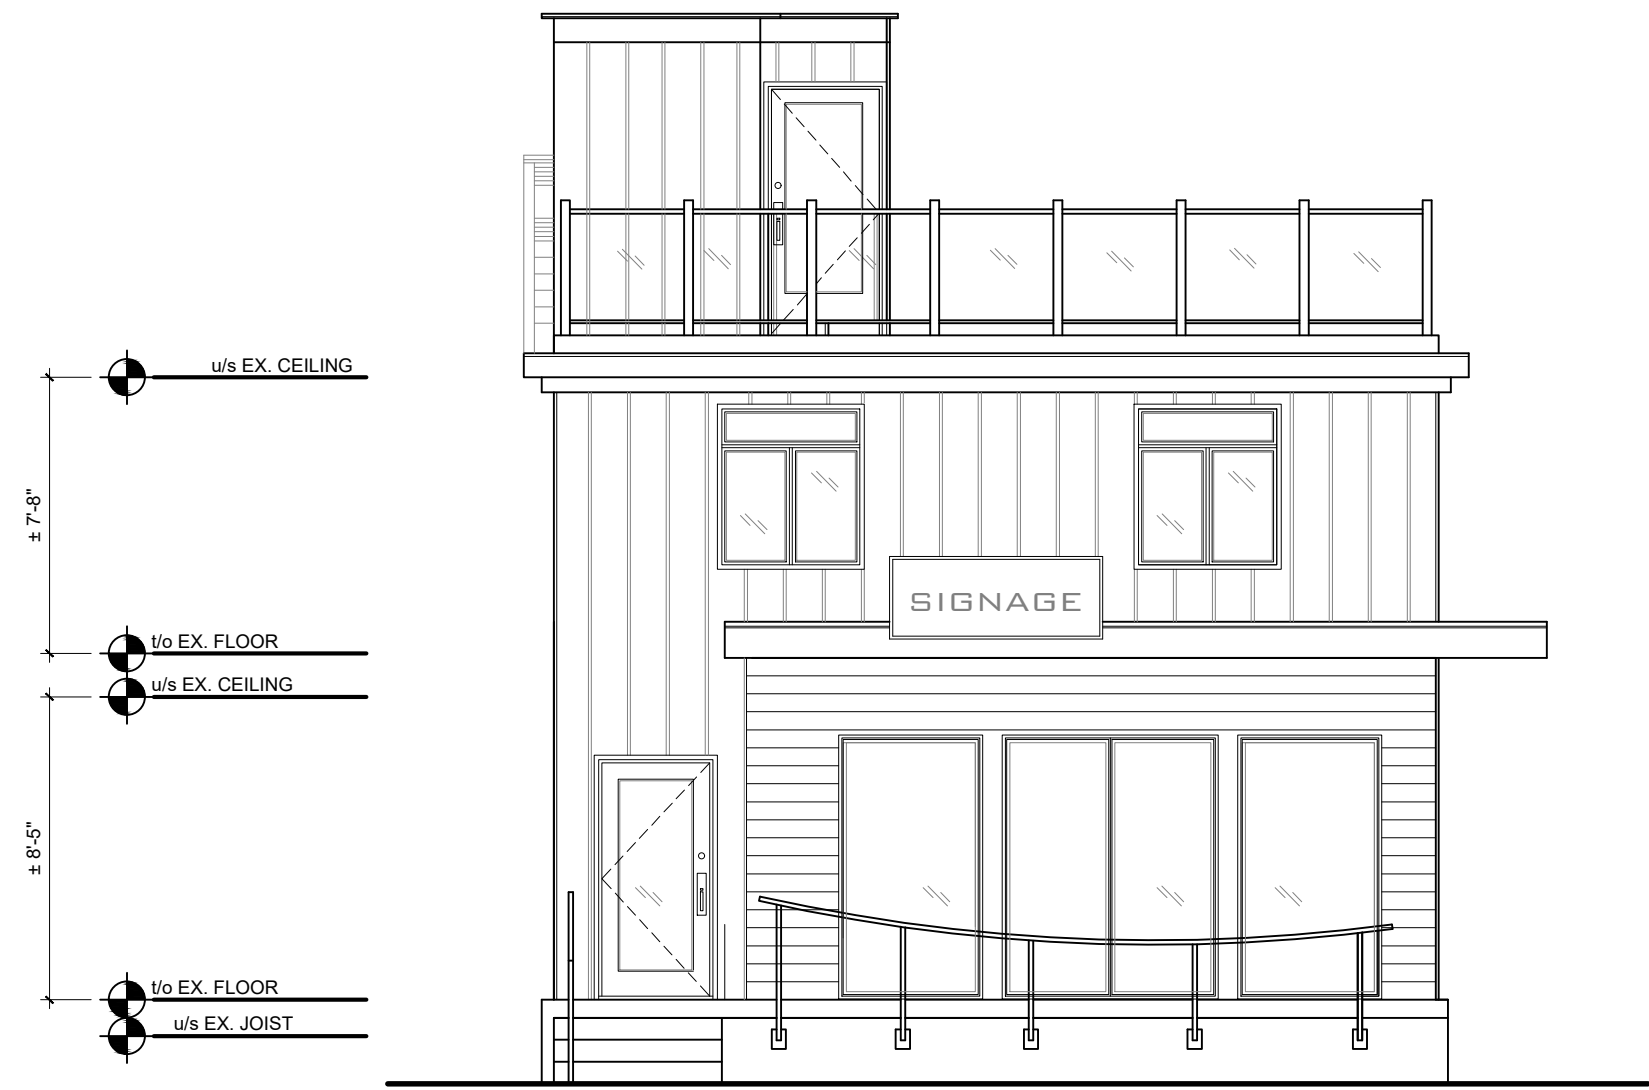 u/s EX. CEILING
± 7'-8"
t/o EX. FLOOR
u/s EX. CEILING
SIGNAGE
± 8'-5"
t/o EX. FLOOR
u/s EX. JOIST